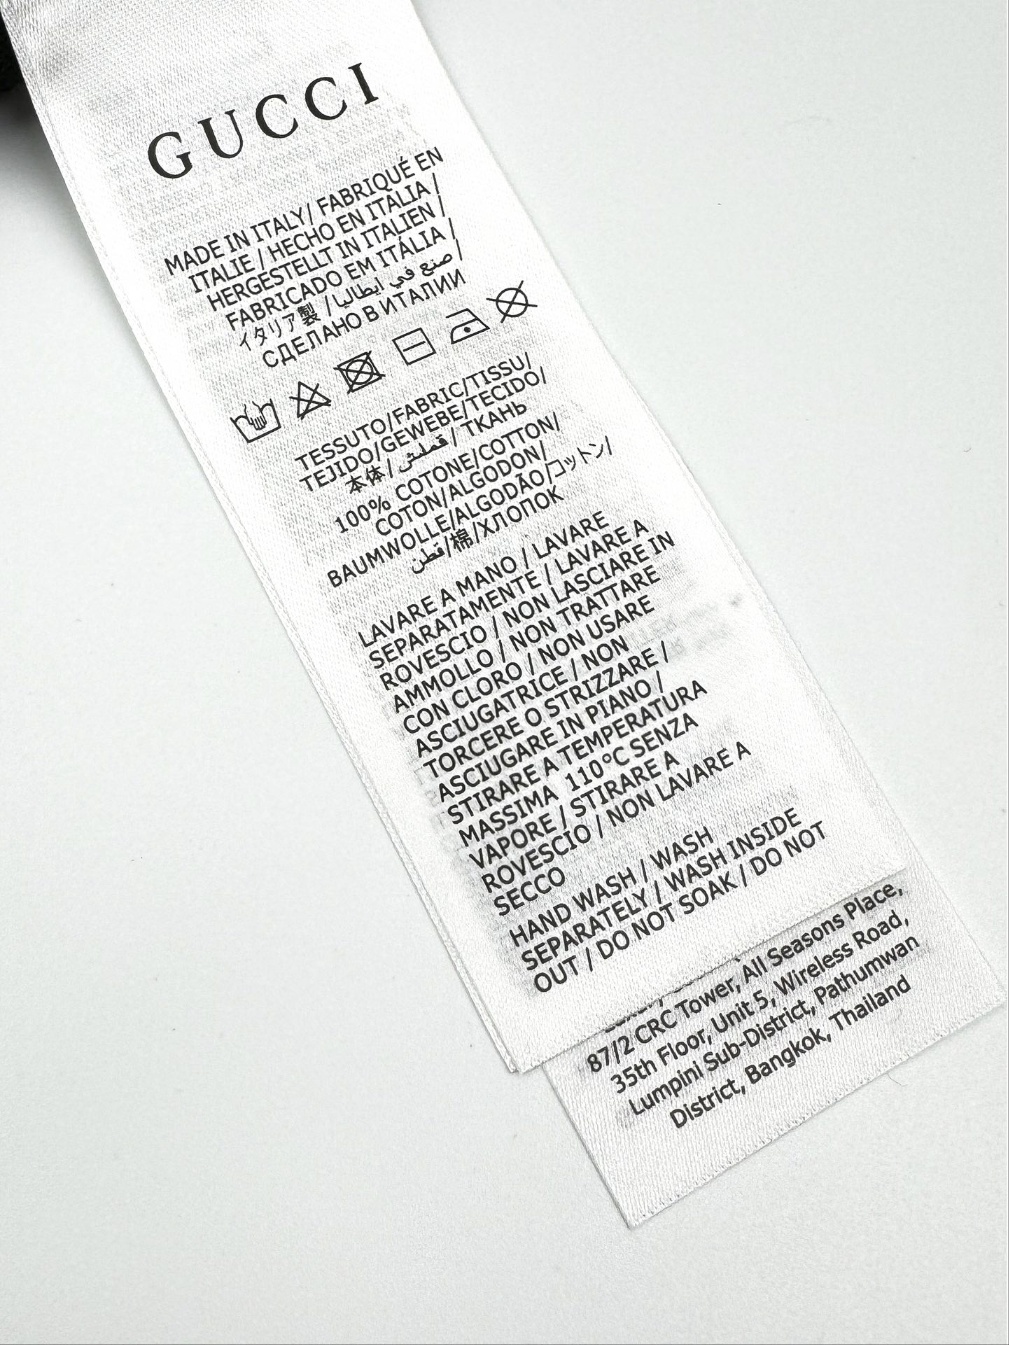 GUCCI
MADE IN ITALY/ FABRIQUÉ EN
ITALIE / HECHO EN ITALIA /
HERGESTELLT IN ITALIEN /
FABRICADO EM ITÁLIA /
イタリア製 / صنع في ايطاليا /
СДЕЛАНО В ИТАЛИИ
TESSUTO/FABRIC/TISSU/
TEJIDO/GEWEBE/TECIDO/
本体/ قملش / ТКАНЬ
100% COTONE/COTTON/
COTON/ALGODON/
BAUMWOLLE/ALGODÃO/コットン/
قطن/棉/ХЛОПОК
LAVARE A MANO / LAVARE
SEPARATAMENTE / LAVARE A
ROVESCIO / NON LASCIARE IN
AMMOLLO / NON TRATTARE
CON CLORO / NON USARE
ASCIUGATRICE / NON
TORCERE O STRIZZARE /
ASCIUGARE IN PIANO /
STIRARE A TEMPERATURA
MASSIMA 110°C SENZA
VAPORE / STIRARE A
ROVESCIO / NON LAVARE A
SECCO
HAND WASH / WASH
SEPARATELY / WASH INSIDE
OUT / DO NOT SOAK / DO NOT
87/2 CRC Tower, All Seasons Place,
35th Floor, Unit 5, Wireless Road,
Lumpini Sub-District, Pathumwan
District, Bangkok, Thailand